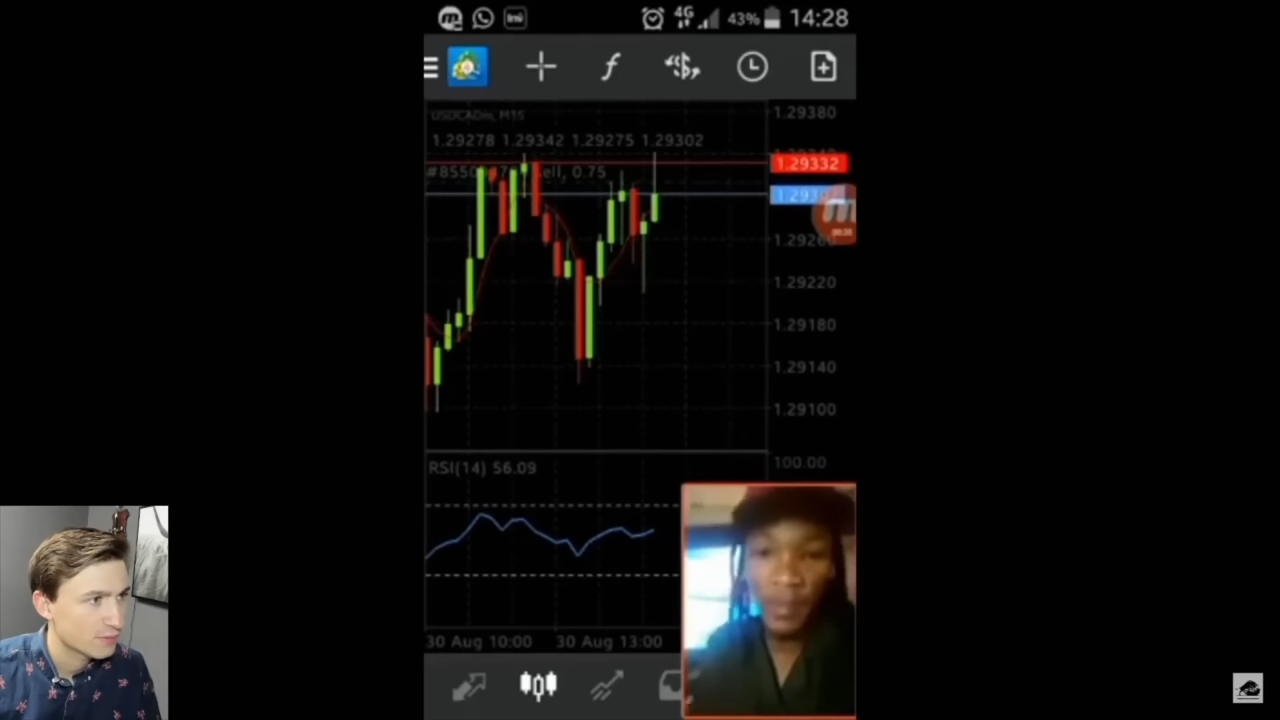 4G 43% 14:28
1.29380
USDCADm, M15
1.29278 1.29342 1.29275 1.29302
1.29332
Sell, 0.75
1.29260
1.29220
1.29180
1.29140
1.29100
100.00
RSI(14) 56.09
30 Aug 10:00 30 Aug 13:00